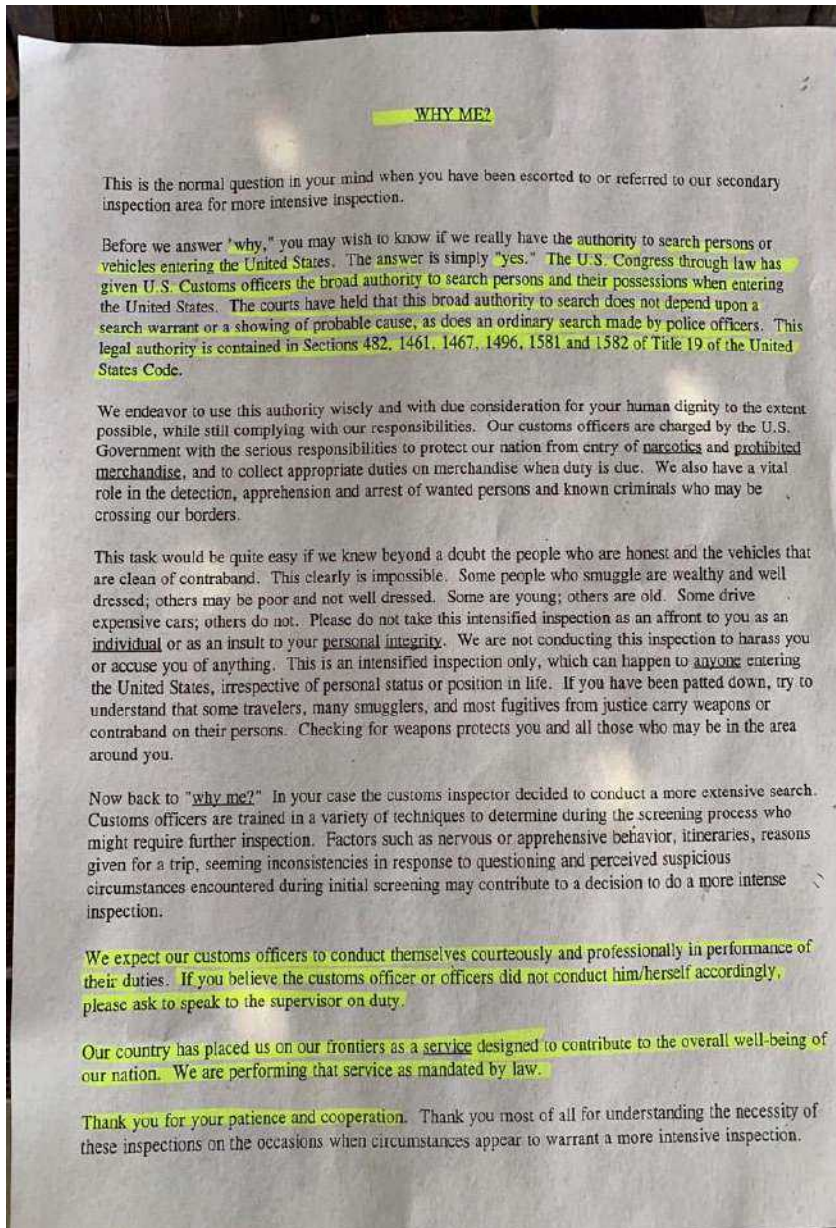 WHY ME?
This is the normal question in your mind when you have been escorted to or referred to our secondary
inspection area for more intensive inspection.
Before we answer "why," you may wish to know if we really have the authority to search persons or
vehicles entering the United States. The answer is simply "yes." The U.S. Congress through law has
given U.S. Customs officers the broad authority to search persons and their possessions when entering
the United States. The courts have held that this broad authority to search does not depend upon a
search warrant or a showing of probable cause, as does an ordinary search made by police officers. This
legal authority is contained in Sections 482, 1461, 1467, 1496, 1581 and 1582 of Title 19 of the United
States Code.
We endeavor to use this authority wisely and with due consideration for your human dignity to the extent
possible, while still complying with our responsibilities. Our customs officers are charged by the U.S.
Government with the serious responsibilities to protect our nation from entry of narcotics and prohibited
merchandise, and to collect appropriate duties on merchandise when duty is due. We also have a vital
role in the detection, apprehension and arrest of wanted persons and known criminals who may be
crossing our borders.
This task would be quite easy if we knew beyond a doubt the people who are honest and the vehicles that
are clean of contraband. This clearly is impossible. Some people who smuggle are wealthy and well
dressed; others may be poor and not well dressed. Some are young; others are old. Some drive
expensive cars; others do not. Please do not take this intensified inspection as an affront to you as an
individual or as an insult to your personal integrity. We are not conducting this inspection to harass you
or accuse you of anything. This is an intensified inspection only, which can happen to anyone entering
the United States, irrespective of personal status or position in life. If you have been patted down, try to
understand that some travelers, many smugglers, and most fugitives from justice carry weapons or
contraband on their persons. Checking for weapons protects you and all those who may be in the area
around you.
Now back to "why me?" In your case the customs inspector decided to conduct a more extensive search.
Customs officers are trained in a variety of techniques to determine during the screening process who
might require further inspection. Factors such as nervous or apprehensive behavior, itineraries, reasons
given for a trip, seeming inconsistencies in response to questioning and perceived suspicious
circumstances encountered during initial screening may contribute to a decision to do a more intense
inspection.
We expect our customs officers to conduct themselves courteously and professionally in performance of
their duties. If you believe the customs officer or officers did not conduct him/herself accordingly,
please ask to speak to the supervisor on duty.
Our country has placed us on our frontiers as a service designed to contribute to the overall well-being of
our nation. We are performing that service as mandated by law.
Thank you for your patience and cooperation. Thank you most of all for understanding the necessity of
these inspections on the occasions when circumstances appear to warrant a more intensive inspection.